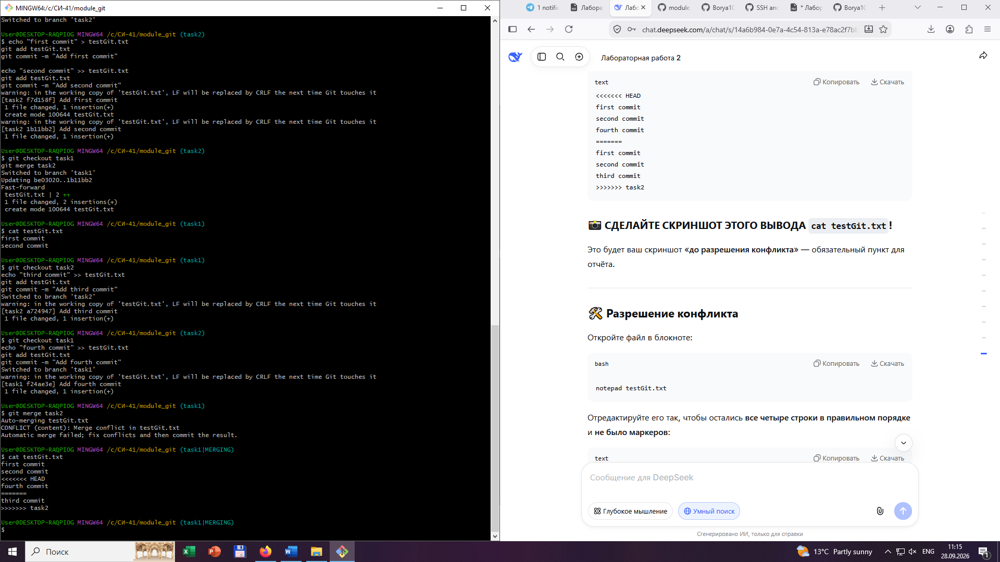 MINGW64:/c/СИ-41/module_git
Switched to branch 'task2'
User@DESKTOP-RAQPIOG MINGW64 /c/СИ-41/module_git (task2)
$ echo "first commit" > testGit.txt
git add testGit.txt
git commit -m "Add first commit"
echo "second commit" >> testGit.txt
git add testGit.txt
git commit -m "Add second commit"
warning: in the working copy of 'testGit.txt', LF will be replaced by CRLF the next time Git touches it
[task2 f7d158f] Add first commit
1 file changed, 1 insertion(+)
create mode 100644 testGit.txt
warning: in the working copy of 'testGit.txt', LF will be replaced by CRLF the next time Git touches it
[task2 1b11bb2] Add second commit
1 file changed, 1 insertion(+)
User@DESKTOP-RAQPIOG MINGW64 /c/СИ-41/module_git (task2)
$ git checkout task1
git merge task2
Switched to branch 'task1'
Updating be03020..1b11bb2
Fast-forward
testGit.txt | 2 ++
1 file changed, 2 insertions(+)
create mode 100644 testGit.txt
User@DESKTOP-RAQPIOG MINGW64 /c/СИ-41/module_git (task1)
$ cat testGit.txt
first commit
second commit
User@DESKTOP-RAQPIOG MINGW64 /c/СИ-41/module_git (task1)
$ git checkout task2
echo "third commit" >> testGit.txt
git add testGit.txt
git commit -m "Add third commit"
Switched to branch 'task2'
warning: in the working copy of 'testGit.txt', LF will be replaced by CRLF the next time Git touches it
[task2 a724947] Add third commit
1 file changed, 1 insertion(+)
User@DESKTOP-RAQPIOG MINGW64 /c/СИ-41/module_git (task2)
$ git checkout task1
echo "fourth commit" >> testGit.txt
git add testGit.txt
git commit -m "Add fourth commit"
Switched to branch 'task1'
warning: in the working copy of 'testGit.txt', LF will be replaced by CRLF the next time Git touches it
[task1 f24ae3e] Add fourth commit
1 file changed, 1 insertion(+)
User@DESKTOP-RAQPIOG MINGW64 /c/СИ-41/module_git (task1)
$ git merge task2
Auto-merging testGit.txt
CONFLICT (content): Merge conflict in testGit.txt
Automatic merge failed; fix conflicts and then commit the result.
User@DESKTOP-RAQPIOG MINGW64 /c/СИ-41/module_git (task1|MERGING)
$ cat testGit.txt
first commit
second commit
<<<<<<< HEAD
fourth commit
=======
third commit
>>>>>>> task2
User@DESKTOP-RAQPIOG MINGW64 /c/СИ-41/module_git (task1|MERGING)
$
1 notific Лабора Лабо module Borya10 SSH and * Лабор Borya10
chat.deepseek.com/a/chat/s/14a6b984-0e7a-4c54-813a-e78ac2f7bb
Лабораторная работа 2
text Копировать Скачать
<<<<<<< HEAD
first commit
second commit
fourth commit
=======
first commit
second commit
third commit
>>>>>>> task2
СДЕЛАЙТЕ СКРИНШОТ ЭТОГО ВЫВОДА cat testGit.txt!
Это будет ваш скриншот «до разрешения конфликта» — обязательный пункт для
отчёта.
Разрешение конфликта
Откройте файл в блокноте:
bash Копировать Скачать
notepad testGit.txt
Отредактируйте его так, чтобы остались все четыре строки в правильном порядке
и не было маркеров:
text Копировать Скачать
Сообщение для DeepSeek
Глубокое мышление Умный поиск
Сгенерировано ИИ, только для справки
Поиск
13°C Partly sunny ENG 11:15
28.09.2026
1